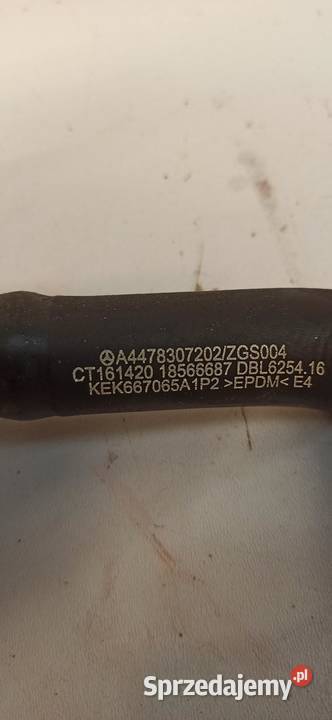 A4478307202/ZGS004
CT161420 18566687 DBL6254.16
KEK667065A1P2 >EPDM< E4
Sprzedajemy.pl